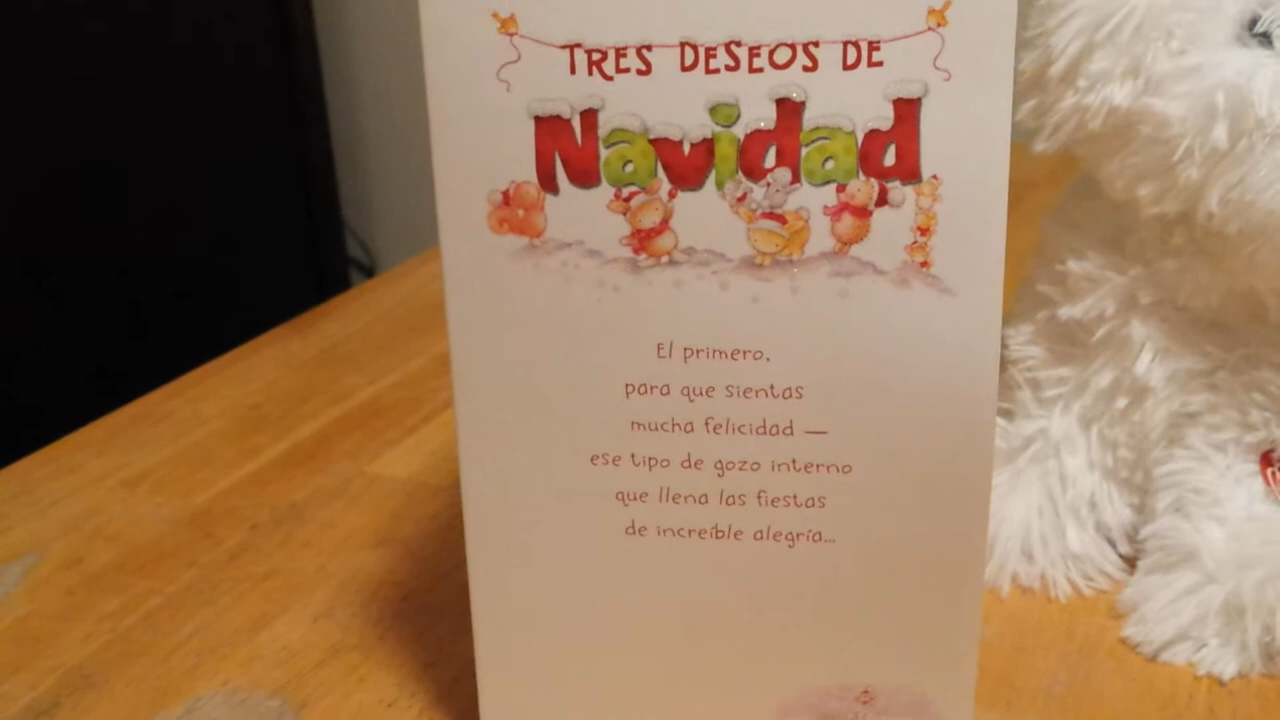 TRES DESEOS DE
Navidad
El primero,
para que sientas
mucha felicidad —
ese tipo de gozo interno
que llena las fiestas
de increíble alegría...